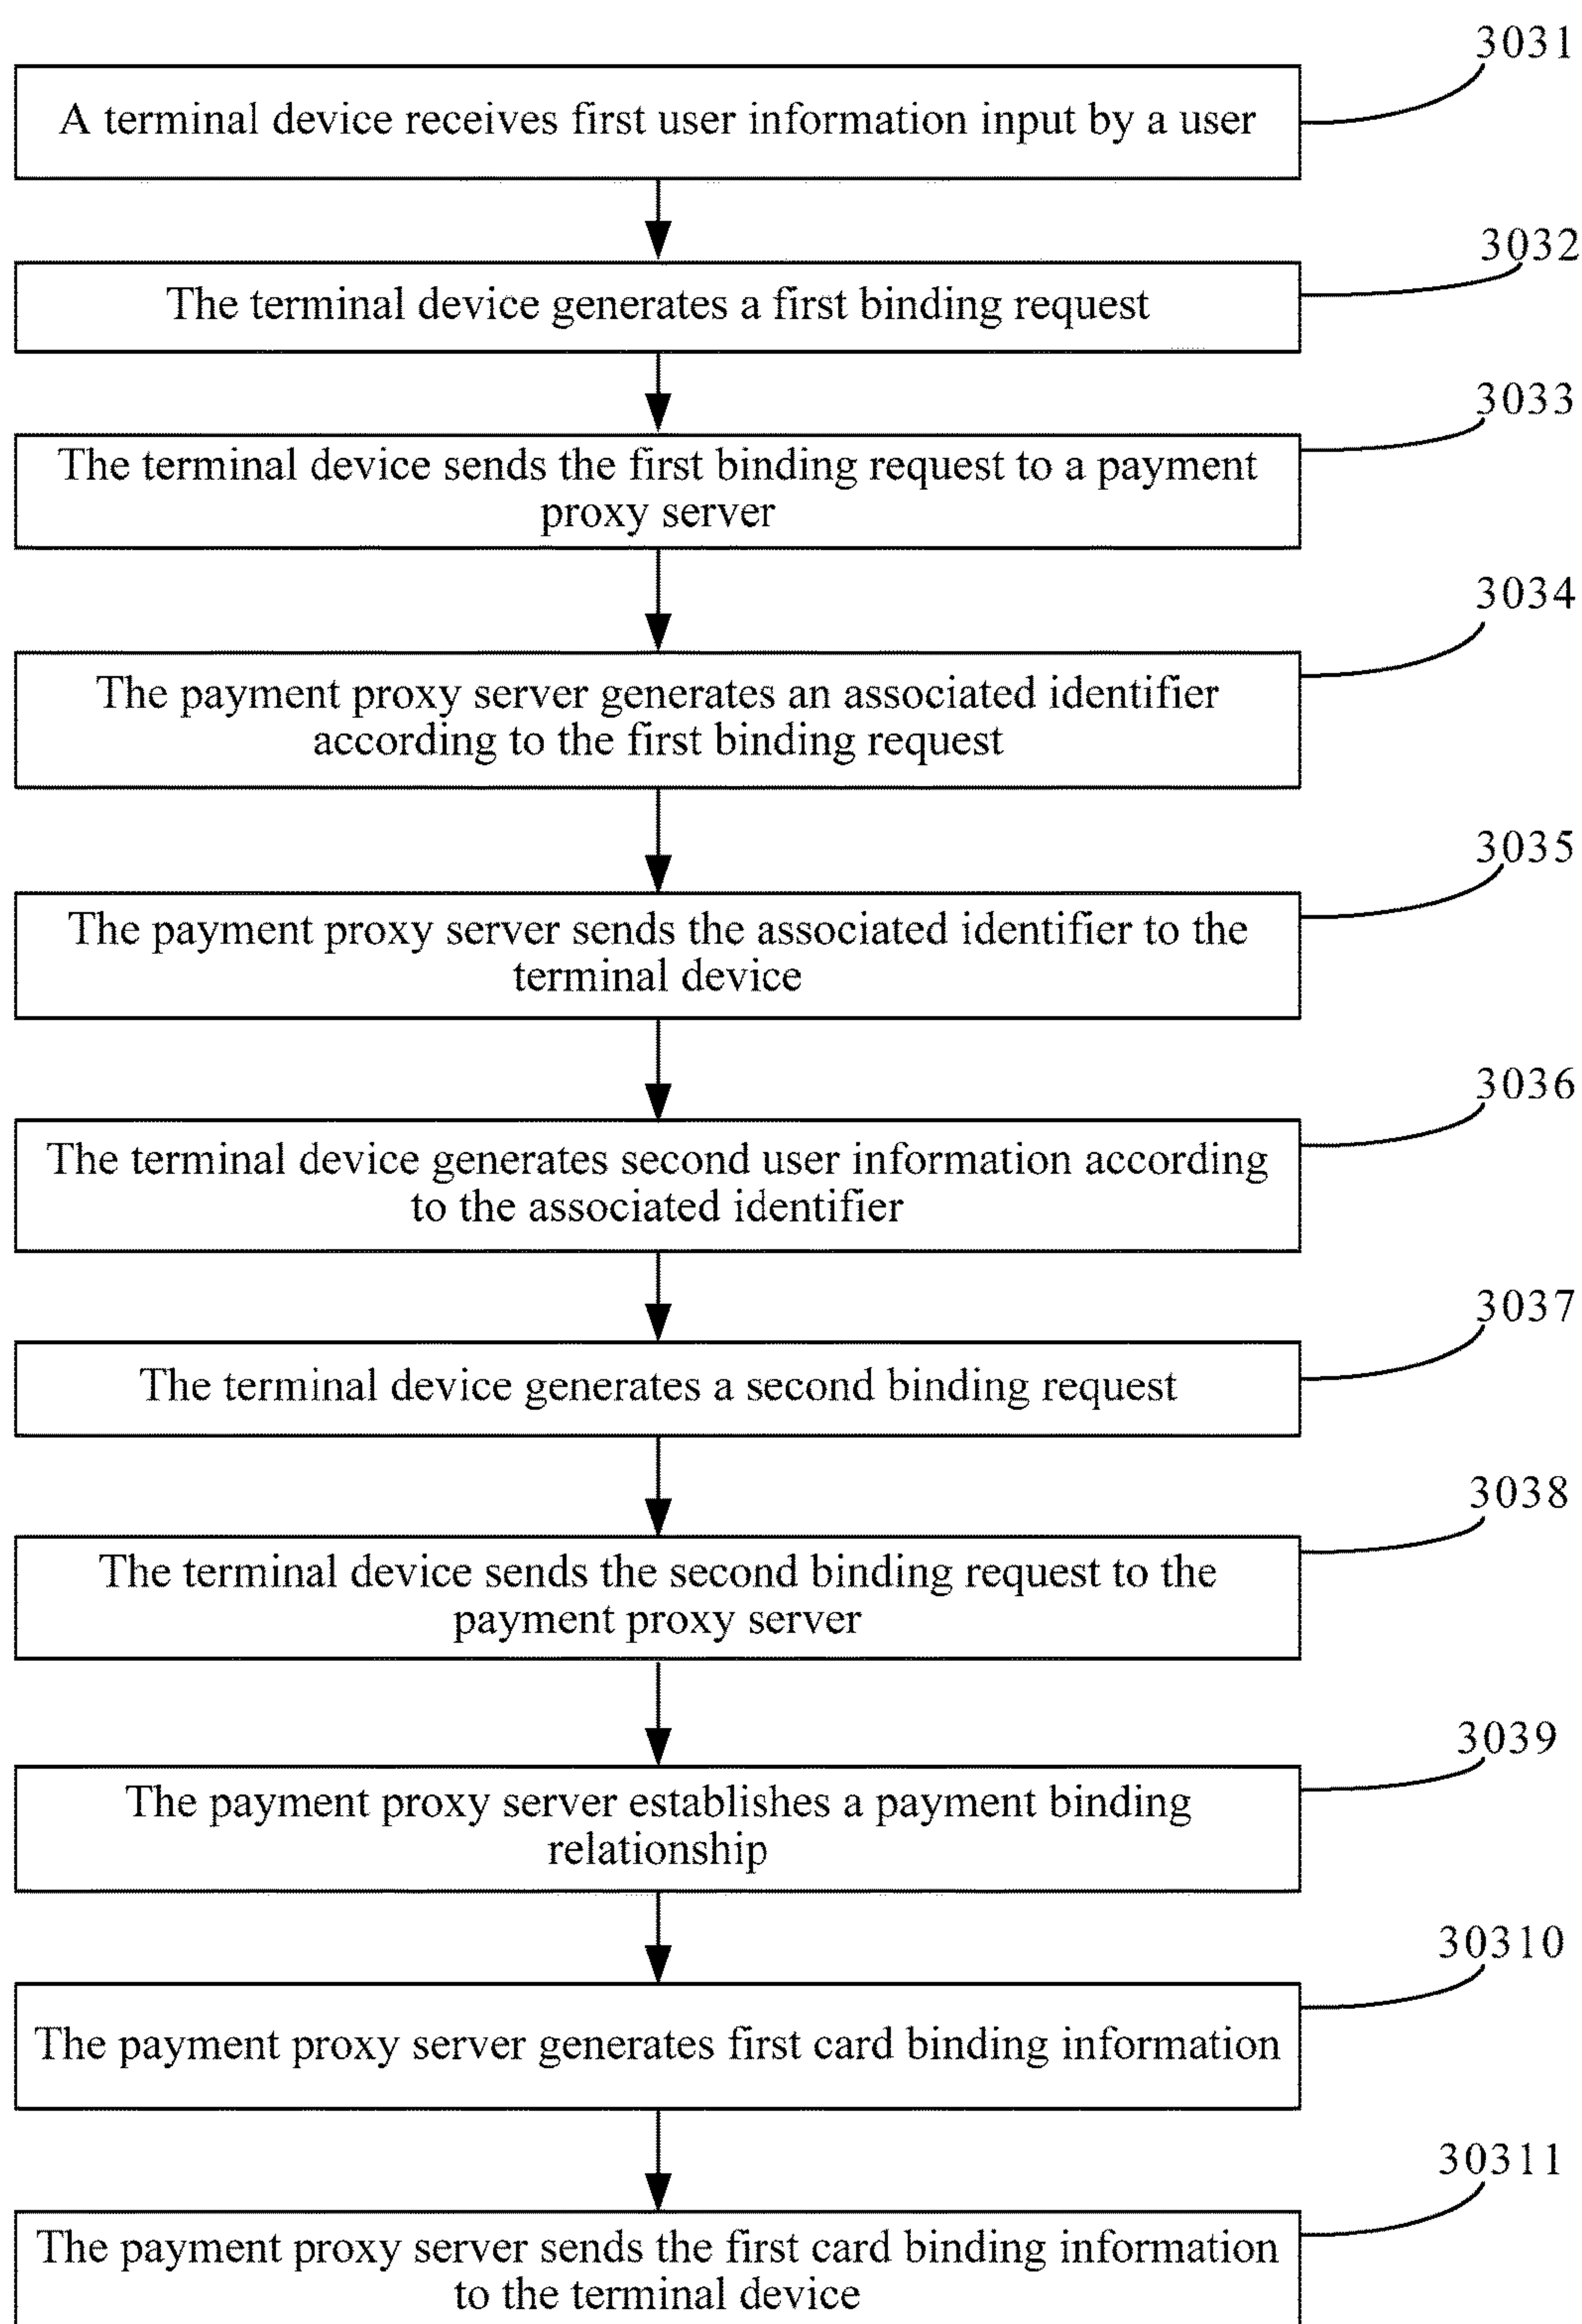 3031
A terminal device receives first user information input by a user
3032
The terminal device generates a first binding request
3033
The terminal device sends the first binding request to a payment
proxy server
3034
The payment proxy server generates an associated identifier
according to the first binding request
3035
The payment proxy server sends the associated identifier to the
terminal device
3036
The terminal device generates second user information according
to the associated identifier
3037
The terminal device generates a second binding request
3038
The terminal device sends the second binding request to the
payment proxy server
3039
The payment proxy server establishes a payment binding
relationship
30310
The payment proxy server generates first card binding information
30311
The payment proxy server sends the first card binding information
to the terminal device